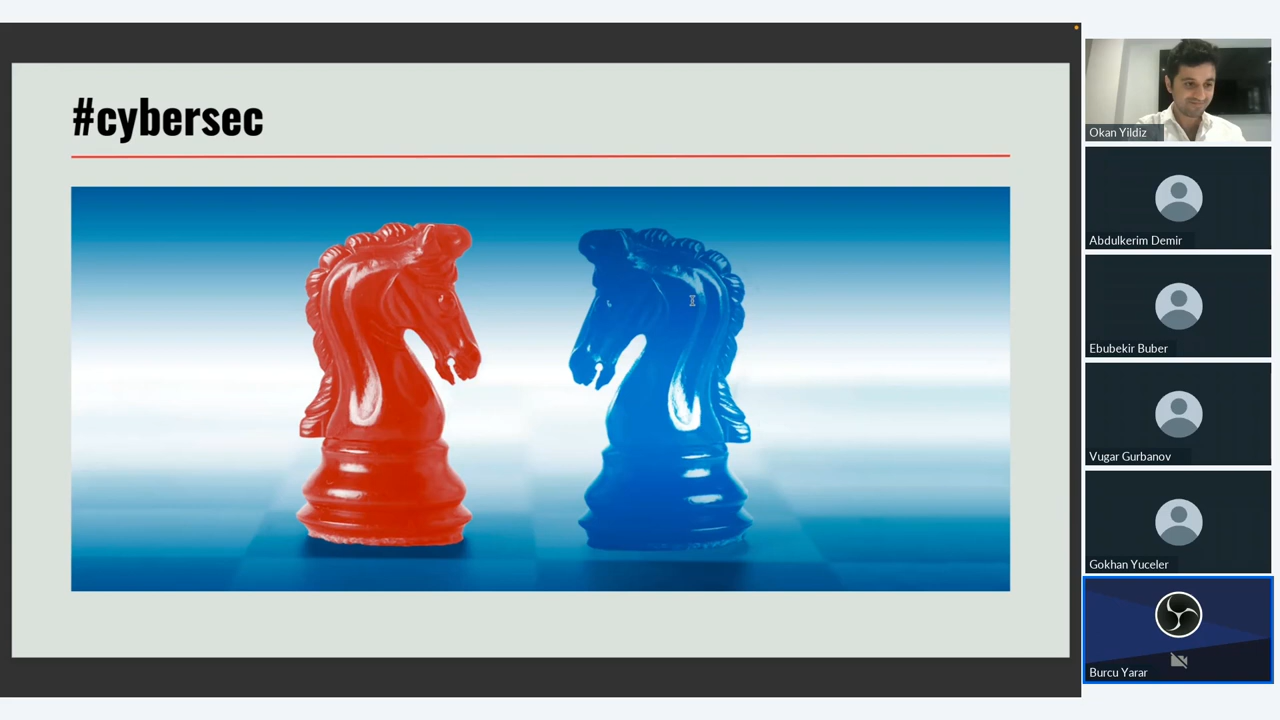 #cybersec
Okan Yildiz
Abdulkerim Demir
Ebubekir Buber
Vugar Gurbanov
Gokhan Yuceler
Burcu Yarar